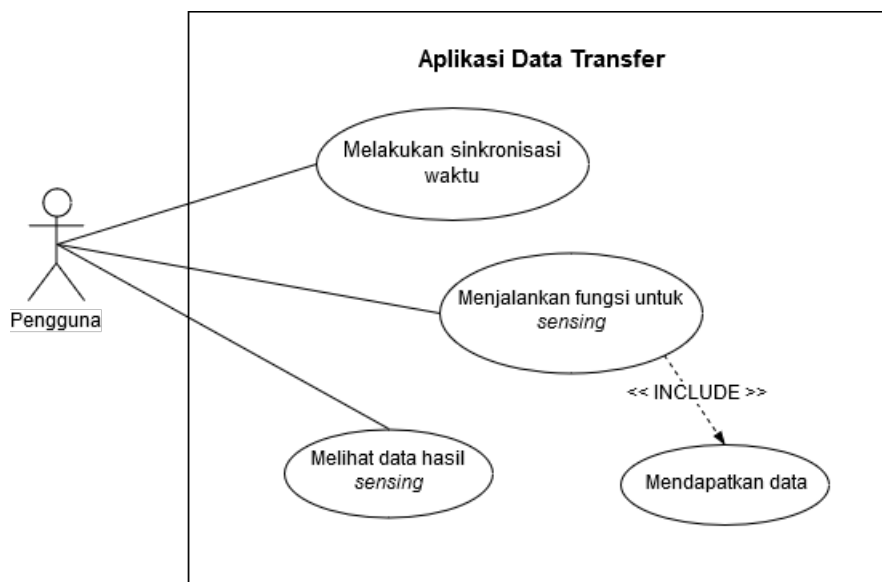 Aplikasi Data Transfer
Melakukan sinkronisasi
waktu
Pengguna
Menjalankan fungsi untuk
sensing
<< INCLUDE >>
Melihat data hasil
sensing
Mendapatkan data